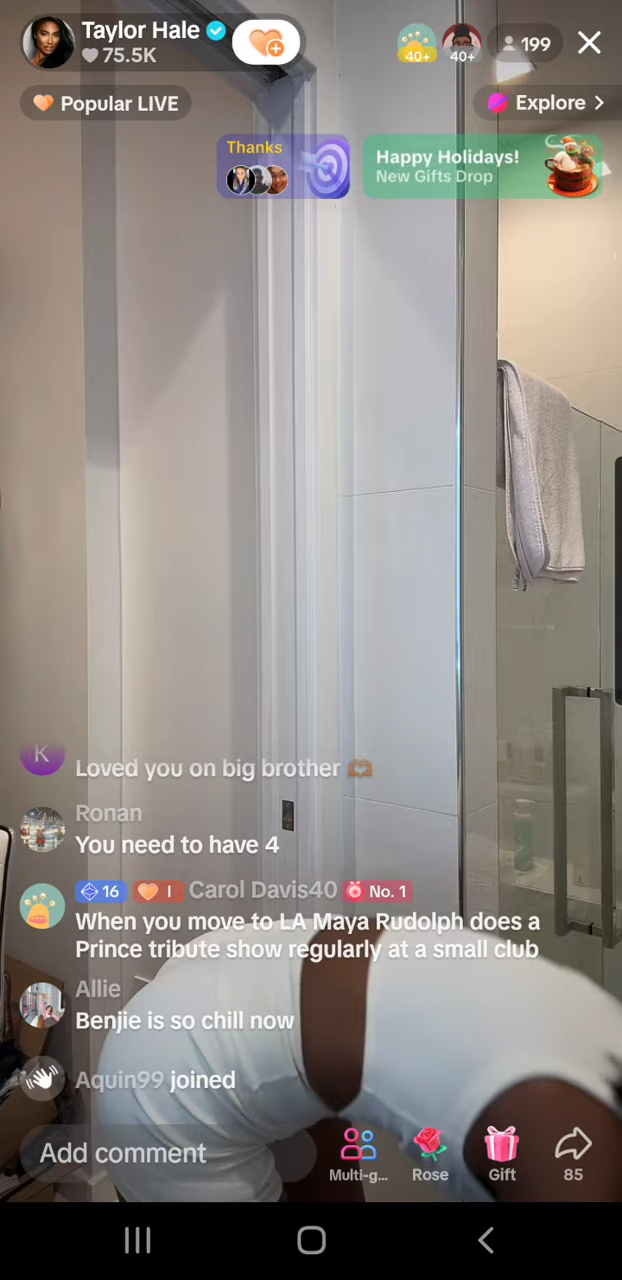 Taylor Hale
75.5K
40+
40+
199
Popular LIVE
Explore
Thanks
Happy Holidays!
New Gifts Drop
K
Loved you on big brother
Ronan
You need to have 4
16
I
Carol Davis40
No. 1
When you move to LA Maya Rudolph does a
Prince tribute show regularly at a small club
Allie
Benjie is so chill now
Aquin99 joined
Add comment
Multi-g...
Rose
Gift
85